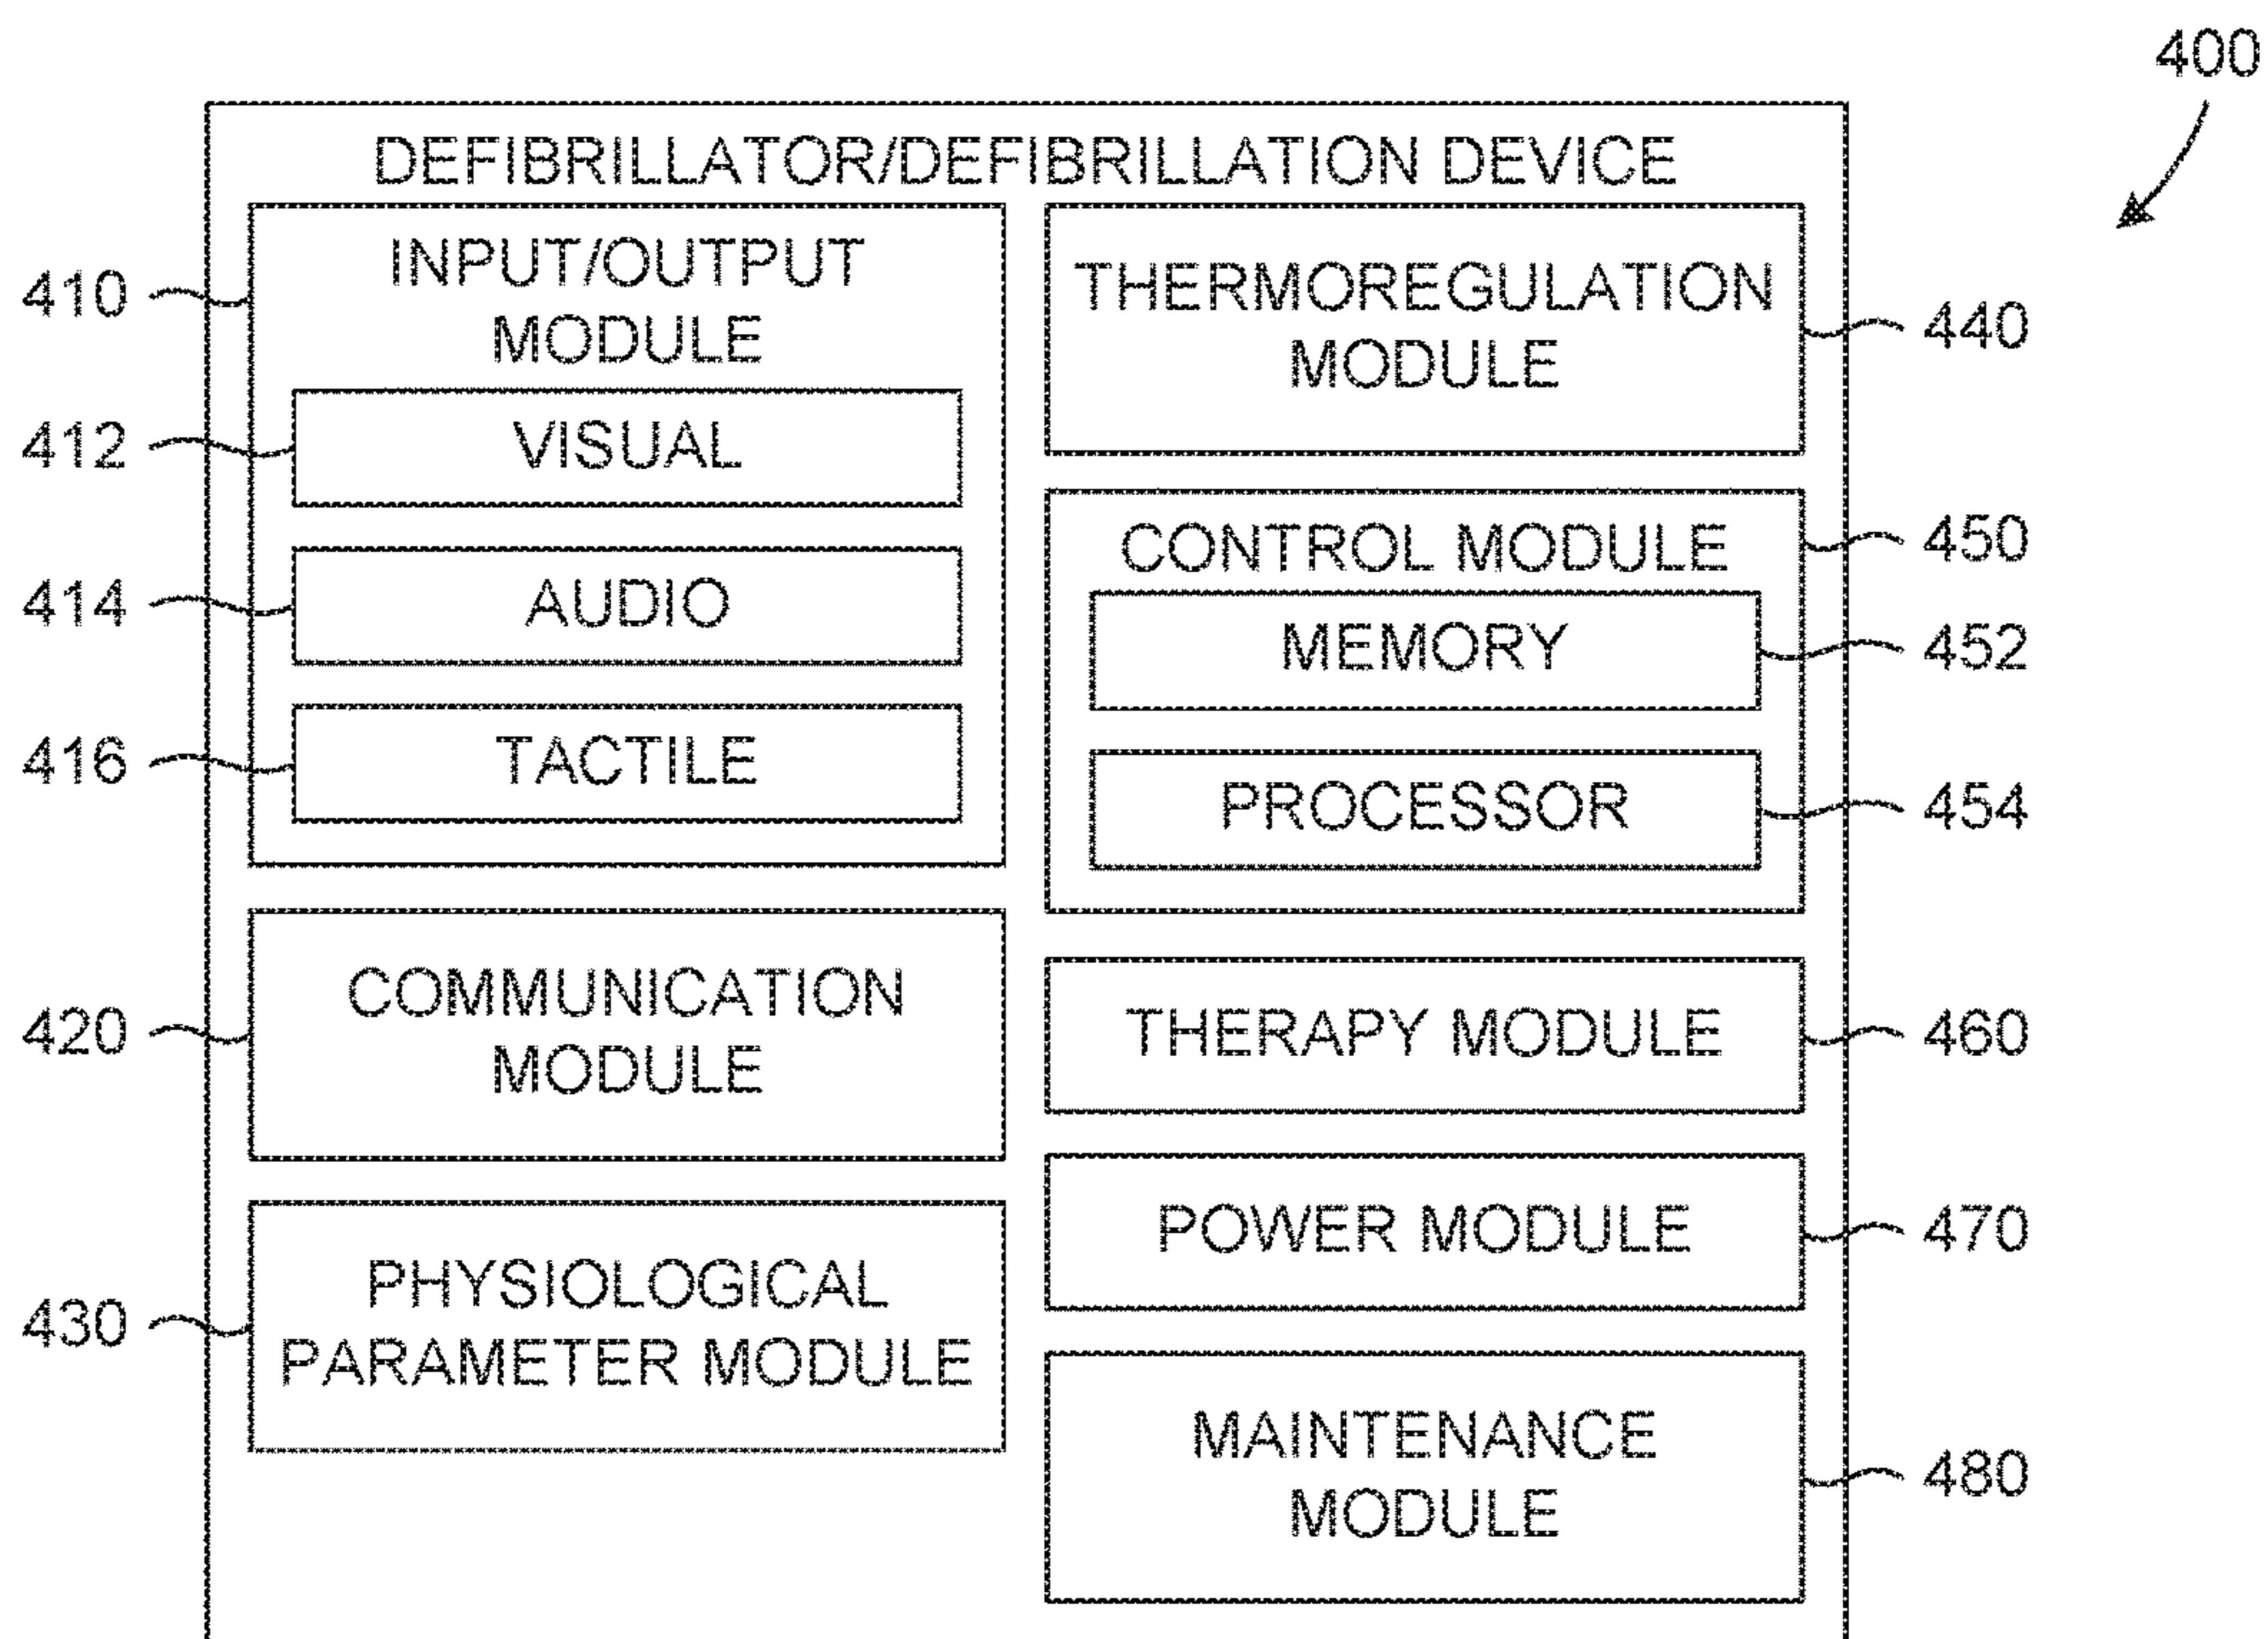 400
DEFIBRILLATOR/DEFIBRILLATION DEVICE
410
INPUT/OUTPUT
MODULE
412
VISUAL
414
AUDIO
416
TACTILE
420
COMMUNICATION
MODULE
430
PHYSIOLOGICAL
PARAMETER MODULE
THERMOREGULATION
MODULE
440
CONTROL MODULE
450
MEMORY
452
PROCESSOR
454
THERAPY MODULE
460
POWER MODULE
470
MAINTENANCE
MODULE
480